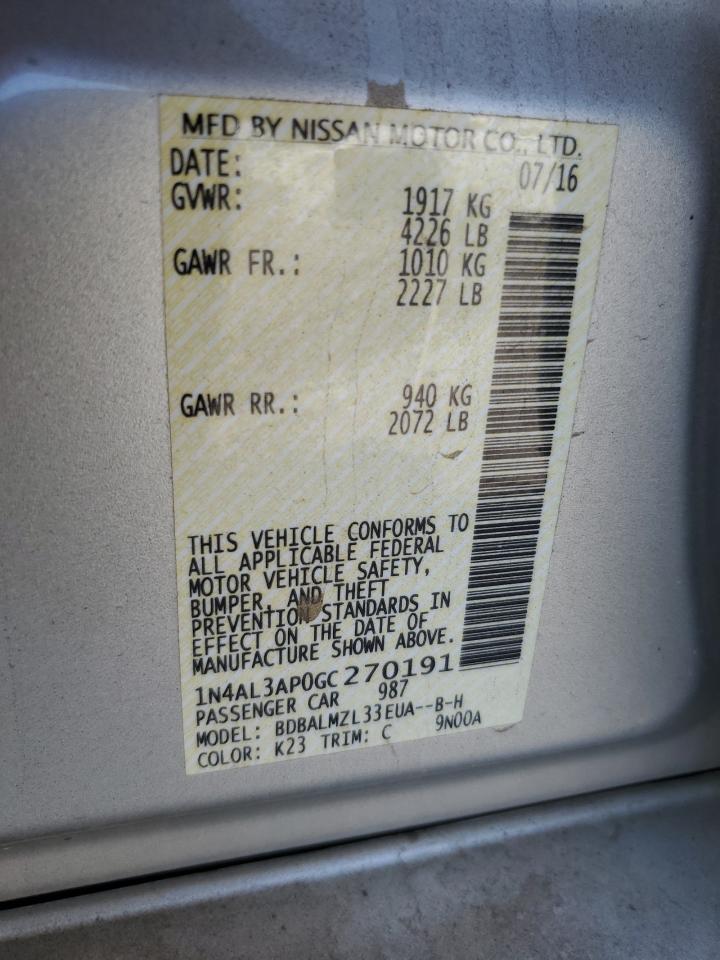 MFD BY NISSAN MOTOR CO., LTD.
DATE: 07/16
GVWR: 1917 KG
4226 LB
GAWR FR.: 1010 KG
2227 LB
GAWR RR.: 940 KG
2072 LB
THIS VEHICLE CONFORMS TO
ALL APPLICABLE FEDERAL
MOTOR VEHICLE SAFETY,
BUMPER, AND THEFT
PREVENTION STANDARDS IN
EFFECT ON THE DATE OF
MANUFACTURE SHOWN ABOVE.
1N4AL3AP0GC270191
PASSENGER CAR 987
MODEL: BDBALMZL33EUA--B-H
COLOR: K23 TRIM: C 9N00A